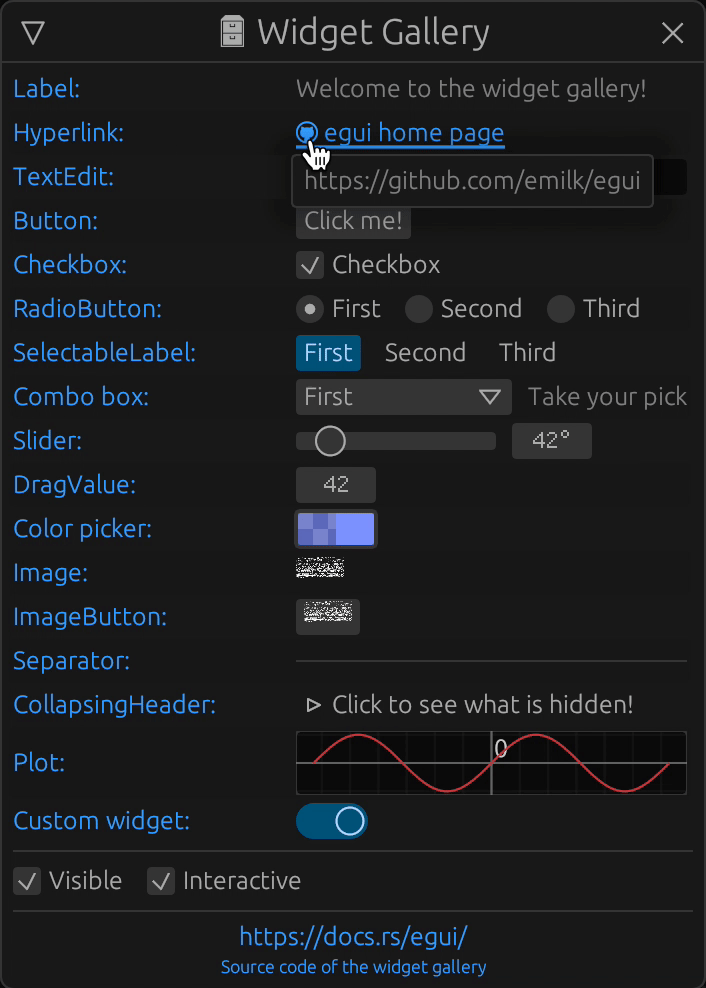 Widget Gallery
Label: Welcome to the widget gallery!
Hyperlink: egui home page
TextEdit: https://github.com/emilk/egui
Button: Click me!
Checkbox: Checkbox
RadioButton: First Second Third
SelectableLabel: First Second Third
Combo box: First Take your pick
Slider: 42°
DragValue: 42
Color picker:
Image:
ImageButton:
Separator:
CollapsingHeader: Click to see what is hidden!
Plot: 0
Custom widget:
Visible Interactive
https://docs.rs/egui/
Source code of the widget gallery